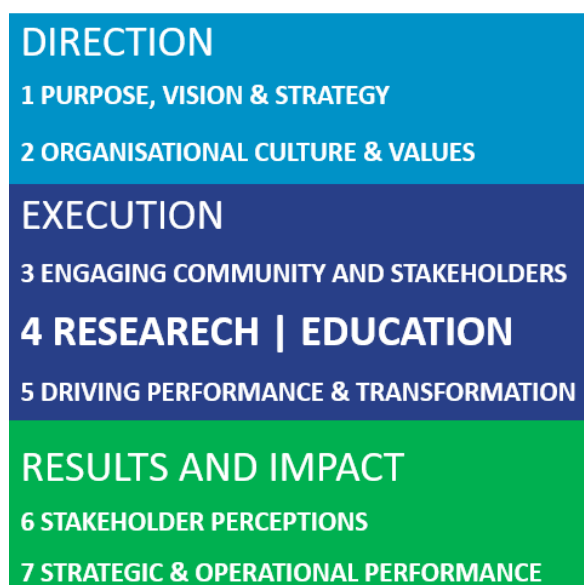 DIRECTION
1 PURPOSE, VISION & STRATEGY
2 ORGANISATIONAL CULTURE & VALUES
EXECUTION
3 ENGAGING COMMUNITY AND STAKEHOLDERS
4 RESEARECH | EDUCATION
5 DRIVING PERFORMANCE & TRANSFORMATION
RESULTS AND IMPACT
6 STAKEHOLDER PERCEPTIONS
7 STRATEGIC & OPERATIONAL PERFORMANCE